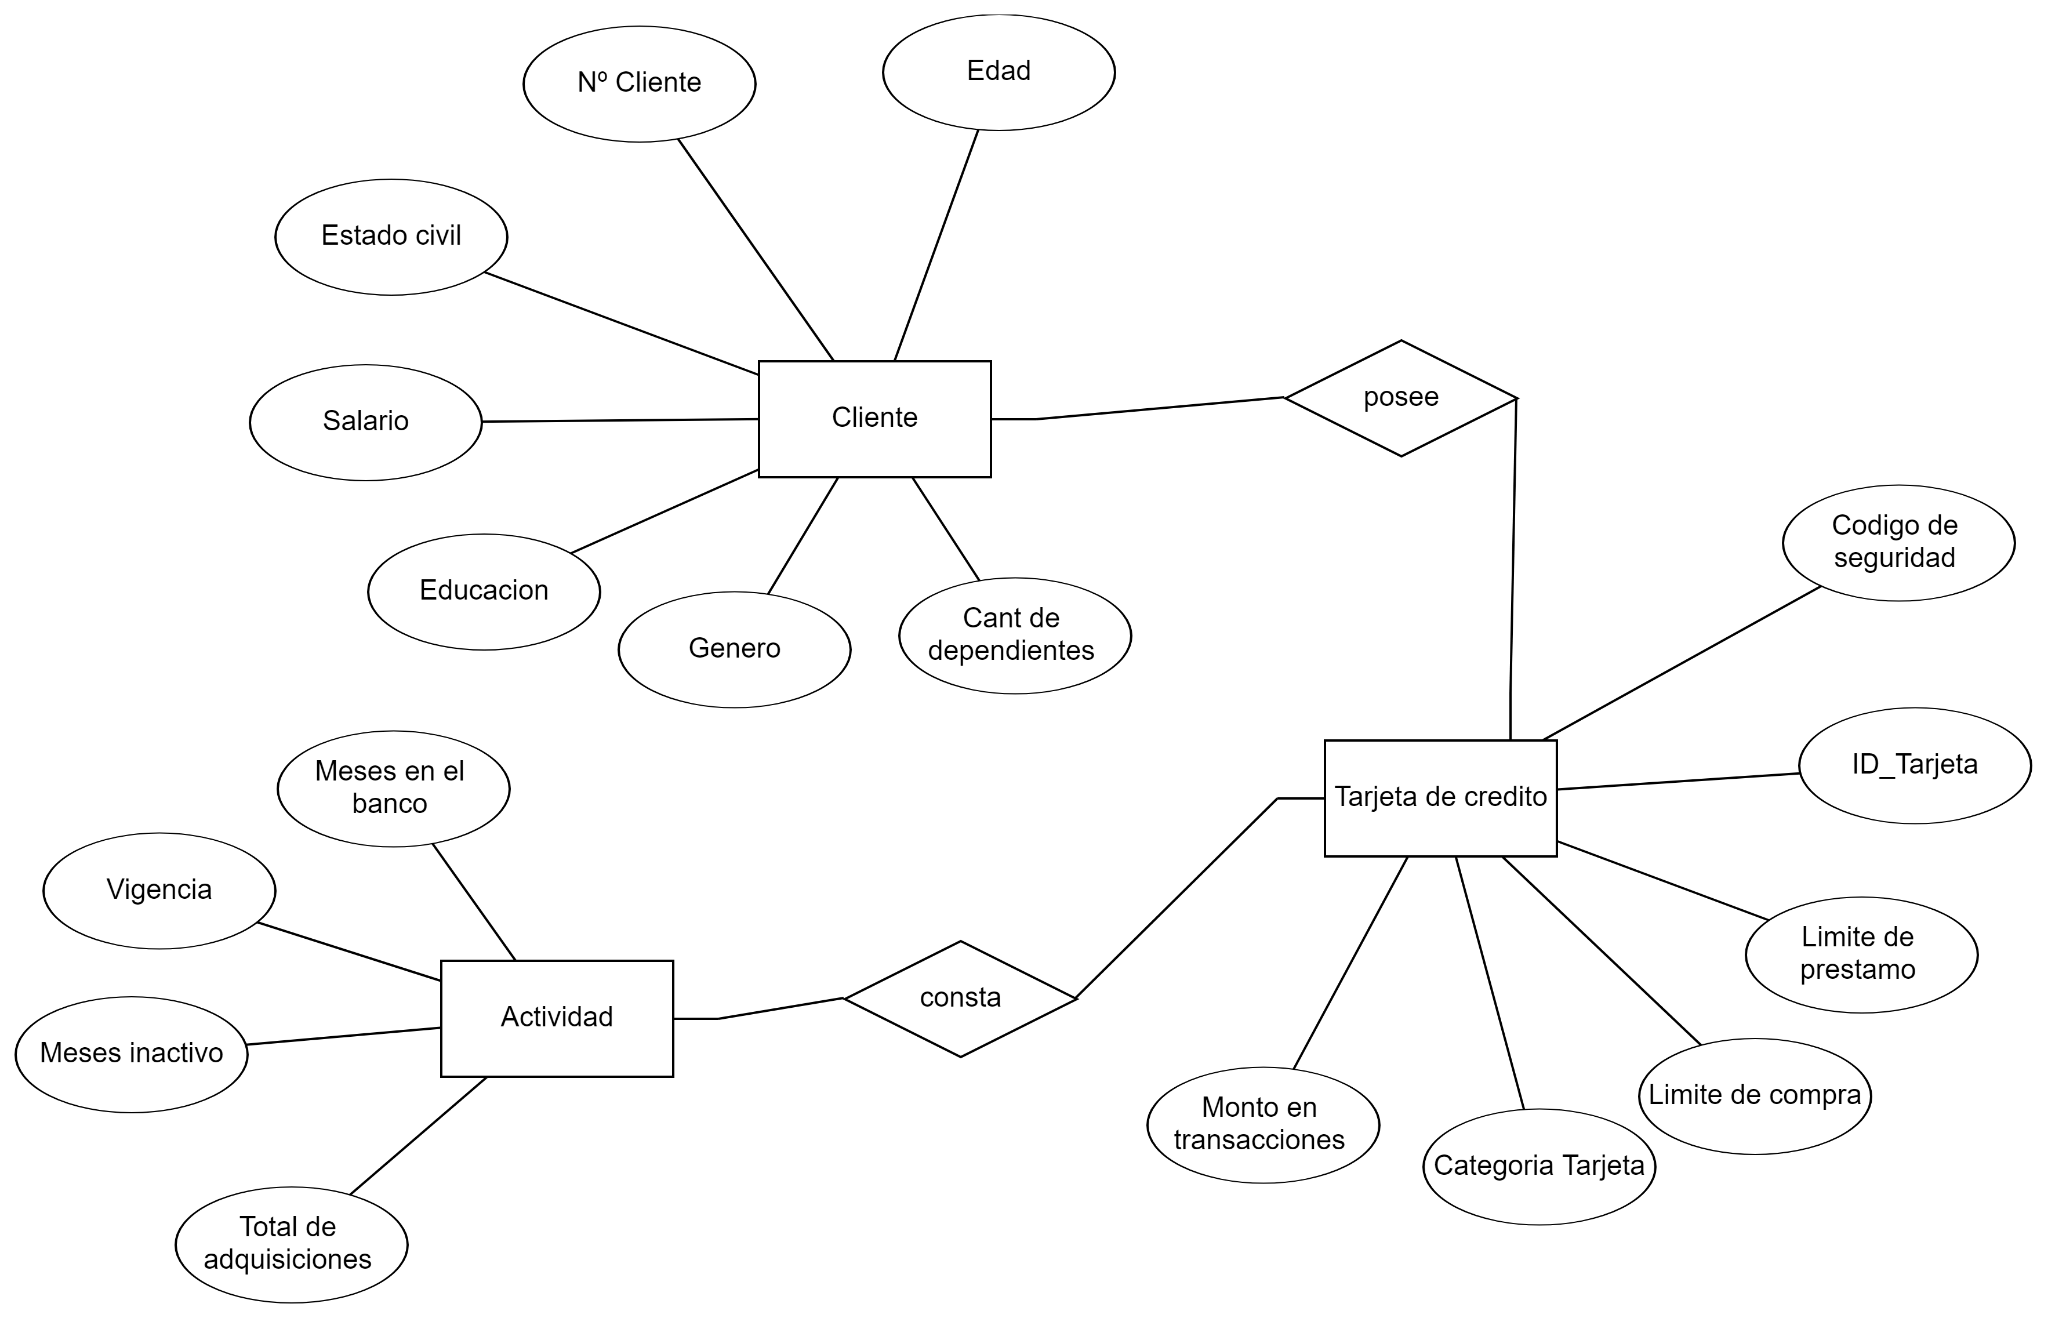 Nº Cliente
Edad
Estado civil
Salario
Cliente
posee
Educacion
Genero
Cant de
dependientes
Codigo de
seguridad
ID_Tarjeta
Tarjeta de credito
Limite de
prestamo
Limite de compra
Categoria Tarjeta
Monto en
transacciones
Meses en el
banco
Vigencia
Actividad
consta
Meses inactivo
Total de
adquisiciones